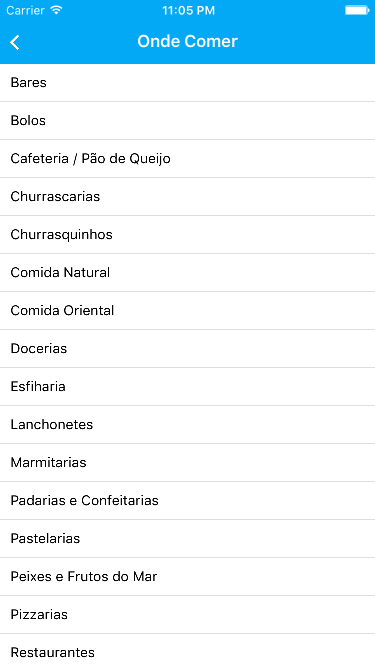 Carrier 11:05 PM
Onde Comer
Bares
Bolos
Cafeteria / Pão de Queijo
Churrascarias
Churrasquinhos
Comida Natural
Comida Oriental
Docerias
Esfiharia
Lanchonetes
Marmitarias
Padarias e Confeitarias
Pastelarias
Peixes e Frutos do Mar
Pizzarias
Restaurantes